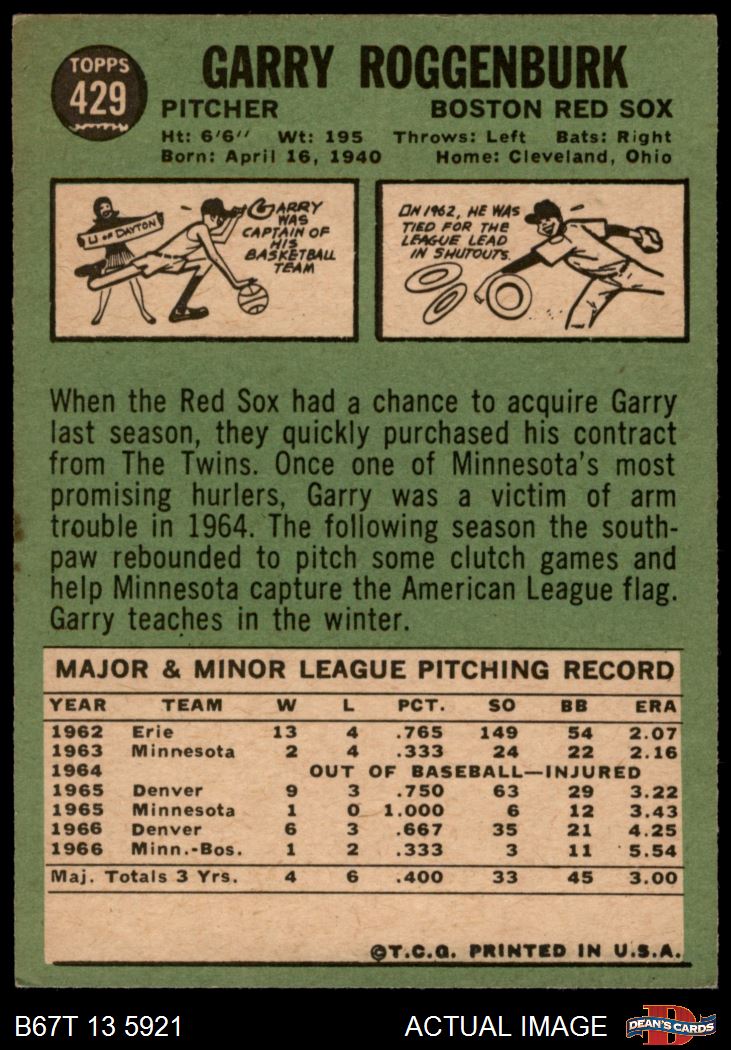 TOPPS
429
GARRY ROGGENBURK
PITCHER BOSTON RED SOX
Ht: 6'6'' Wt: 195 Throws: Left Bats: Right
Born: April 16, 1940 Home: Cleveland, Ohio
U OF DAYTON
GARRY
WAS
CAPTAIN OF
HIS
BASKETBALL
TEAM
IN 1962, HE WAS
TIED FOR THE
LEAGUE LEAD
IN SHUTOUTS.
When the Red Sox had a chance to acquire Garry
last season, they quickly purchased his contract
from The Twins. Once one of Minnesota's most
promising hurlers, Garry was a victim of arm
trouble in 1964. The following season the south-
paw rebounded to pitch some clutch games and
help Minnesota capture the American League flag.
Garry teaches in the winter.
MAJOR & MINOR LEAGUE PITCHING RECORD
YEAR TEAM W L PCT. SO BB ERA
1962 Erie 13 4 .765 149 54 2.07
1963 Minnesota 2 4 .333 24 22 2.16
1964 OUT OF BASEBALL—INJURED
1965 Denver 9 3 .750 63 29 3.22
1965 Minnesota 1 0 1.000 6 12 3.43
1966 Denver 6 3 .667 35 21 4.25
1966 Minn.-Bos. 1 2 .333 3 11 5.54
Maj. Totals 3 Yrs. 4 6 .400 33 45 3.00
©T.C.G. PRINTED IN U.S.A.
B67T 13 5921 ACTUAL IMAGE
D
DEAN'S CARDS